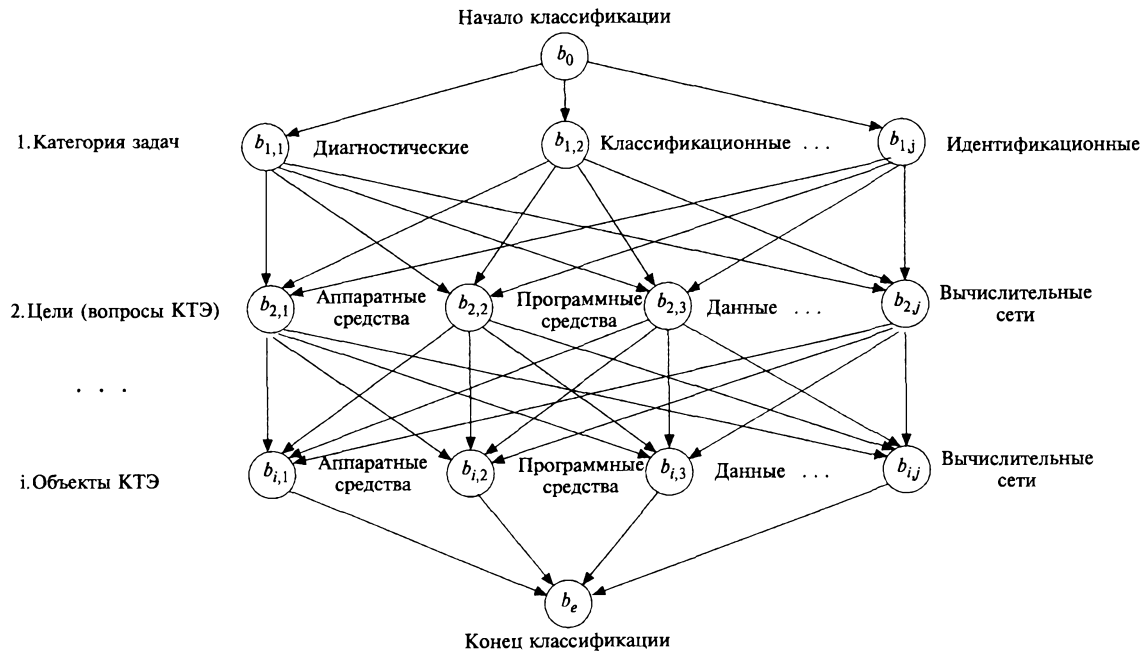 Начало классификации
b0
1.Категория задач
b1,1
Диагностические
b1,2
Классификационные ...
b1,j
Идентификационные
2.Цели (вопросы КТЭ)
b2,1
Аппаратные
средства
b2,2
Программные
средства
b2,3
Данные ...
b2,j
Вычислительные
сети
. . .
i.Объекты КТЭ
bi,1
Аппаратные
средства
bi,2
Программные
средства
bi,3
Данные ...
bi,j
Вычислительные
сети
be
Конец классификации